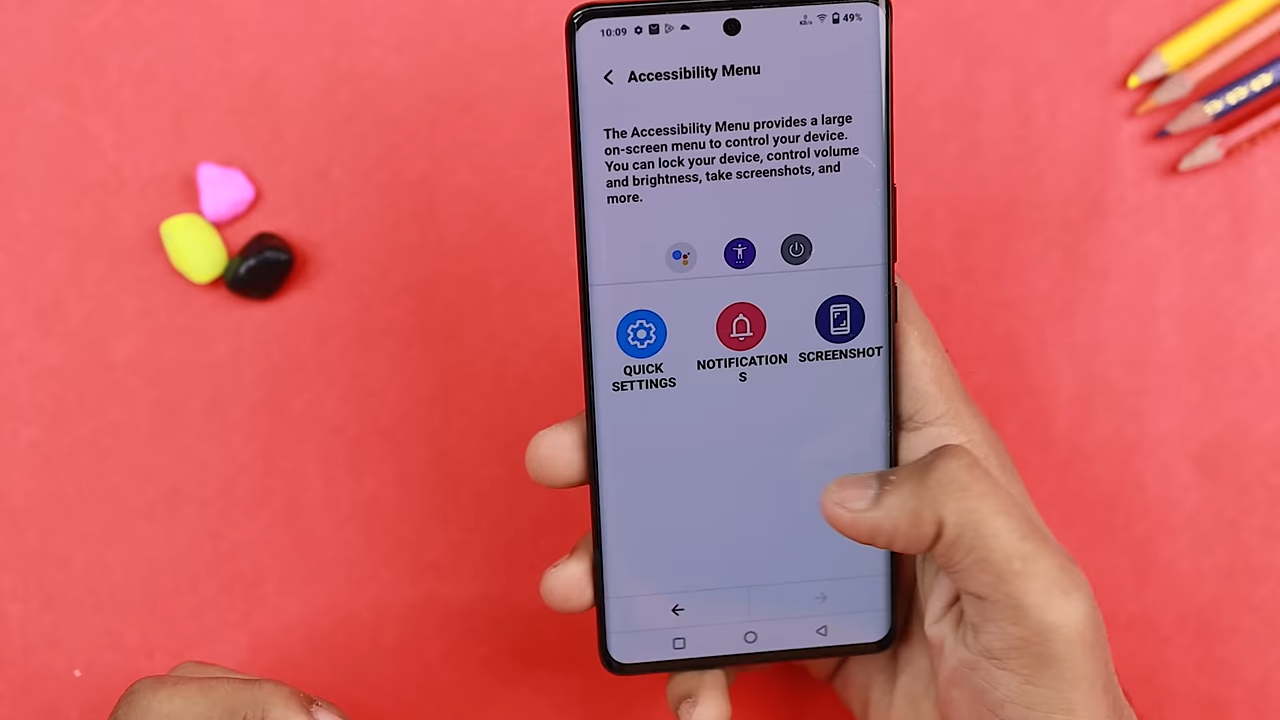 10:09
49%
Accessibility Menu
The Accessibility Menu provides a large
on-screen menu to control your device.
You can lock your device, control volume
and brightness, take screenshots, and
more.
QUICK
SETTINGS
NOTIFICATION
S
SCREENSHOT